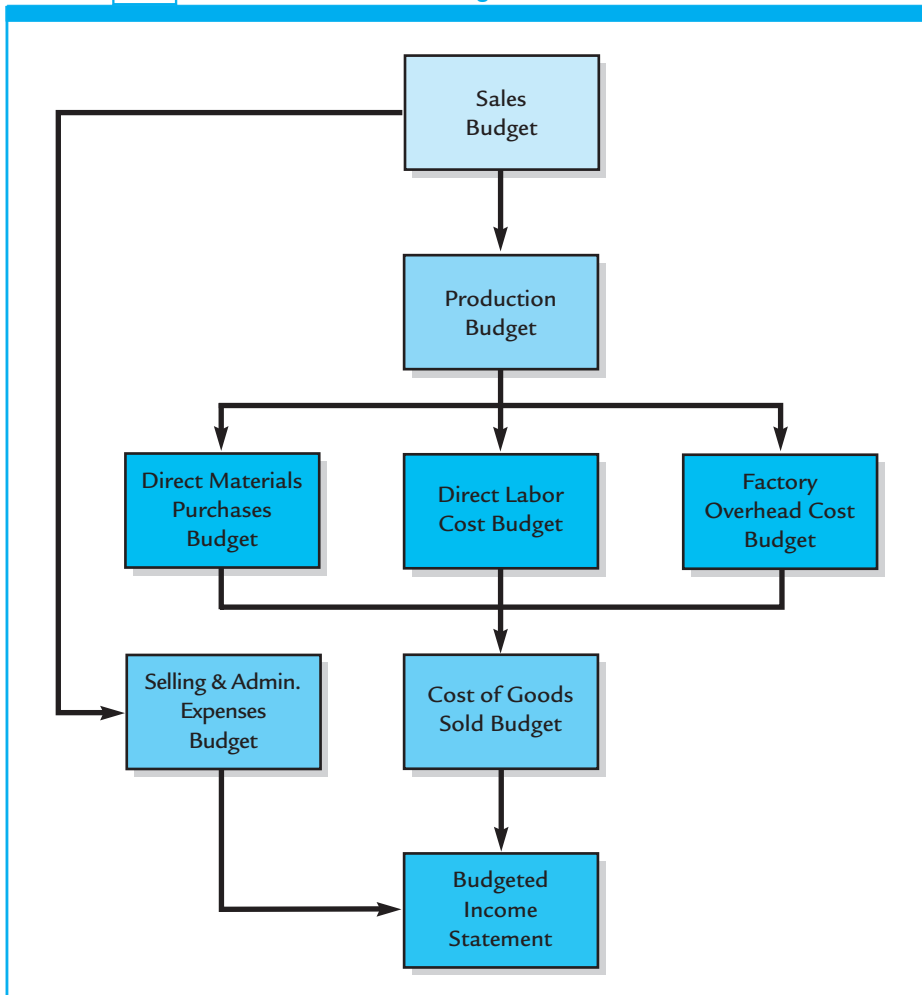 Sales
Budget
Production
Budget
Direct Materials
Purchases
Budget
Direct Labor
Cost Budget
Factory
Overhead Cost
Budget
Selling & Admin.
Expenses
Budget
Cost of Goods
Sold Budget
Budgeted
Income
Statement